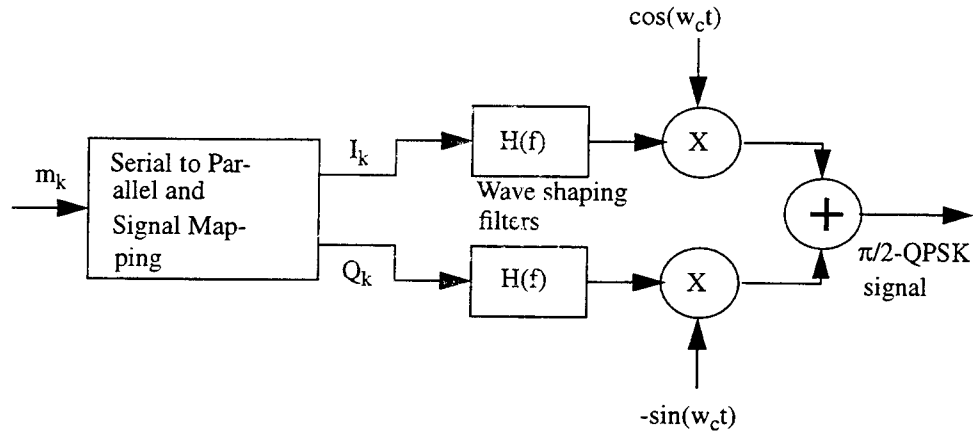 cos(w_ct)
m_k
Serial to Par-
allel and
Signal Map-
ping
I_k
Q_k
H(f)
Wave shaping
filters
H(f)
X
X
+
π/2-QPSK
signal
-sin(w_ct)